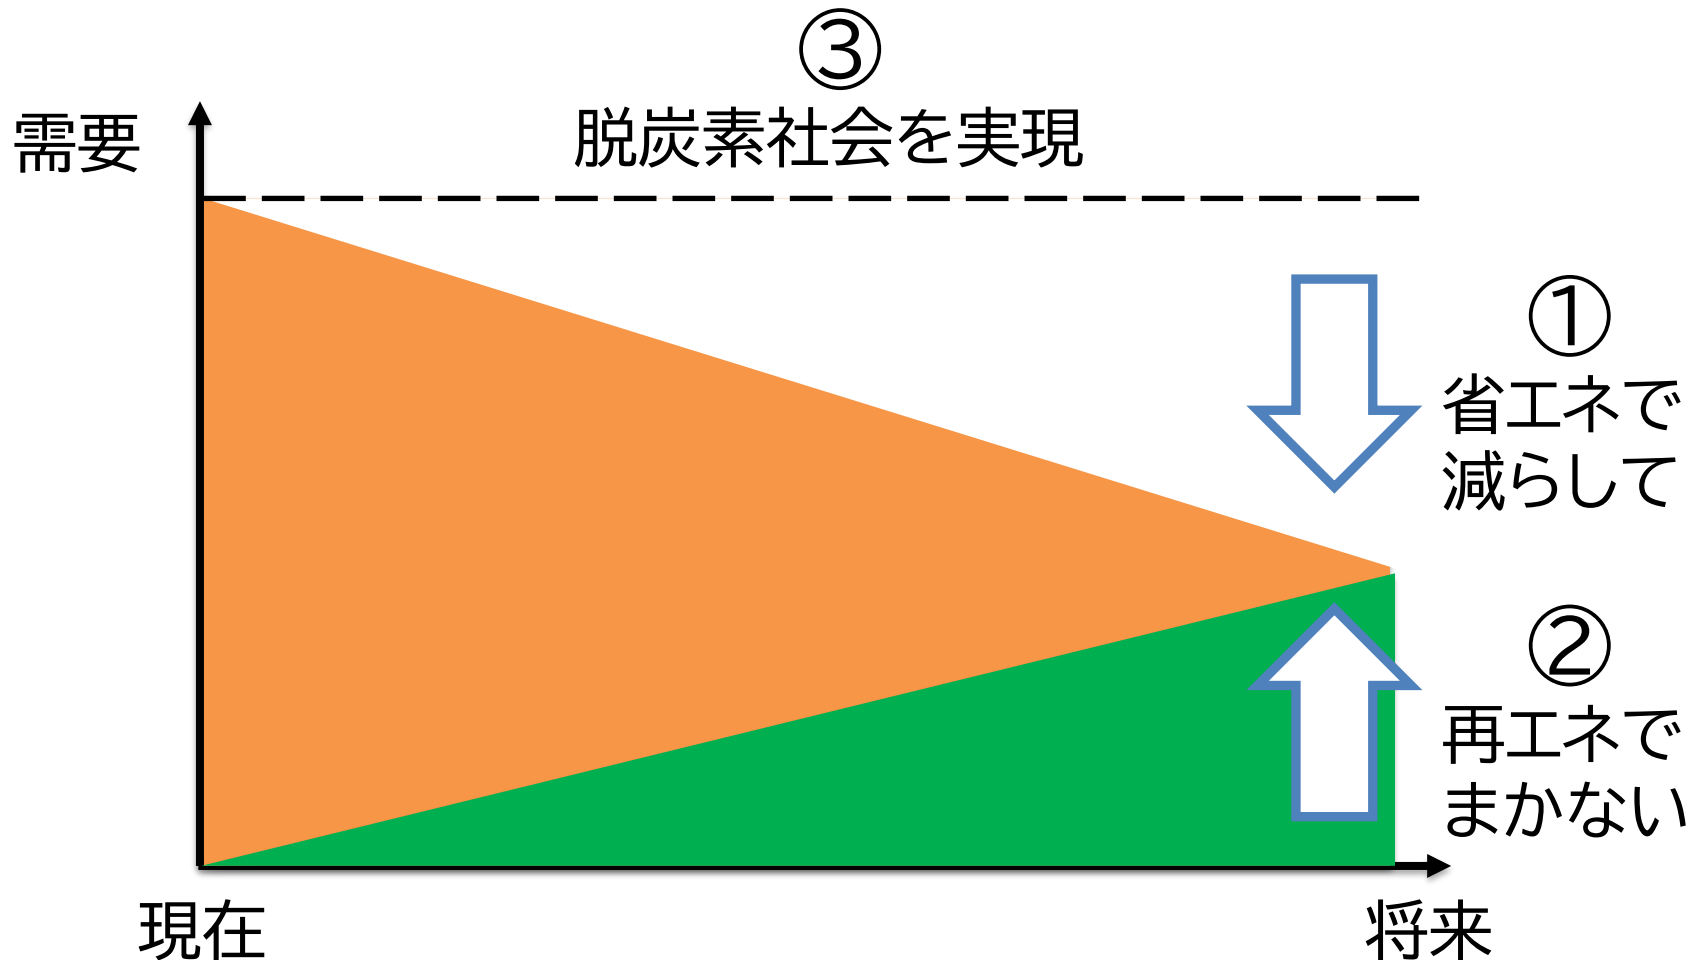 ③
脱炭素社会を実現
需要
①
省エネで
減らして
②
再エネで
まかない
現在
将来